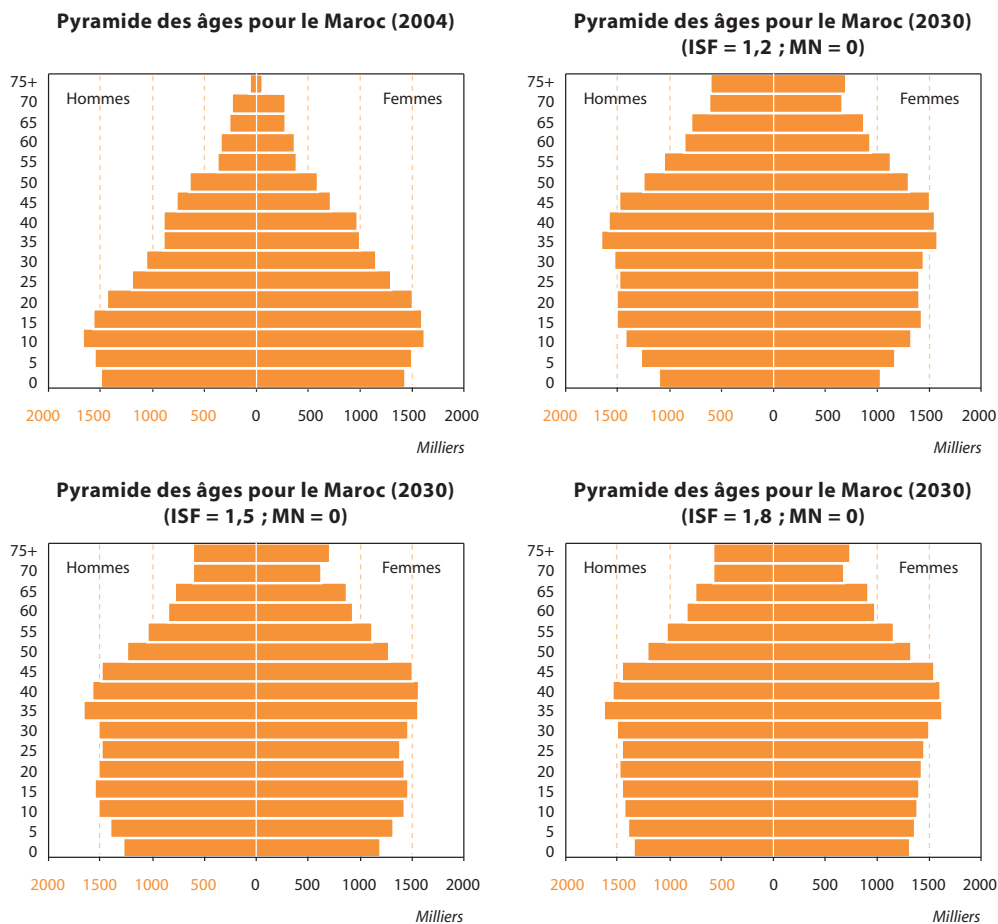 Pyramide des âges pour le Maroc (2004)
Hommes
Femmes
75+
70
65
60
55
50
45
40
35
30
25
20
15
10
5
0
2000 1500 1000 500 0 500 1000 1500 2000
Milliers
Pyramide des âges pour le Maroc (2030)
(ISF = 1,2 ; MN = 0)
Hommes
Femmes
75+
70
65
60
55
50
45
40
35
30
25
20
15
10
5
0
2000 1500 1000 500 0 500 1000 1500 2000
Milliers
Pyramide des âges pour le Maroc (2030)
(ISF = 1,5 ; MN = 0)
Hommes
Femmes
75+
70
65
60
55
50
45
40
35
30
25
20
15
10
5
0
2000 1500 1000 500 0 500 1000 1500 2000
Milliers
Pyramide des âges pour le Maroc (2030)
(ISF = 1,8 ; MN = 0)
Hommes
Femmes
75+
70
65
60
55
50
45
40
35
30
25
20
15
10
5
0
2000 1500 1000 500 0 500 1000 1500 2000
Milliers